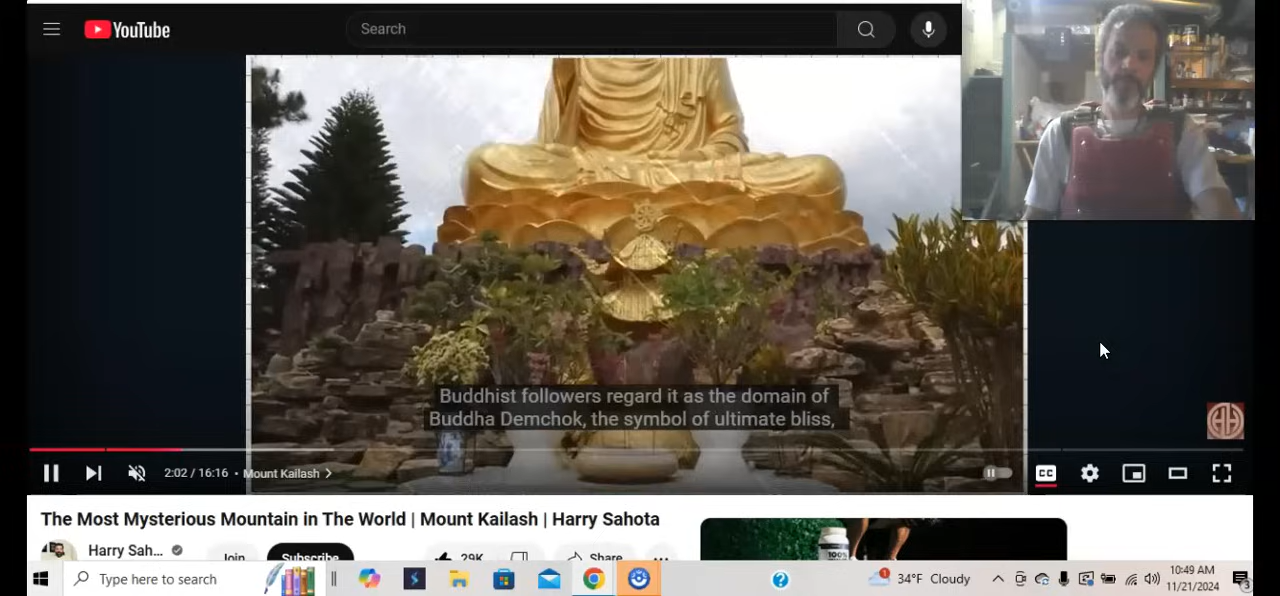 YouTube
Search
Buddhist followers regard it as the domain of
Buddha Demchok, the symbol of ultimate bliss,
2:02 / 16:16 • Mount Kailash
CC
The Most Mysterious Mountain in The World | Mount Kailash | Harry Sahota
Harry Sah...
Join
Subscribe
29K
Share
100%
Type here to search
34°F Cloudy
10:49 AM
11/21/2024